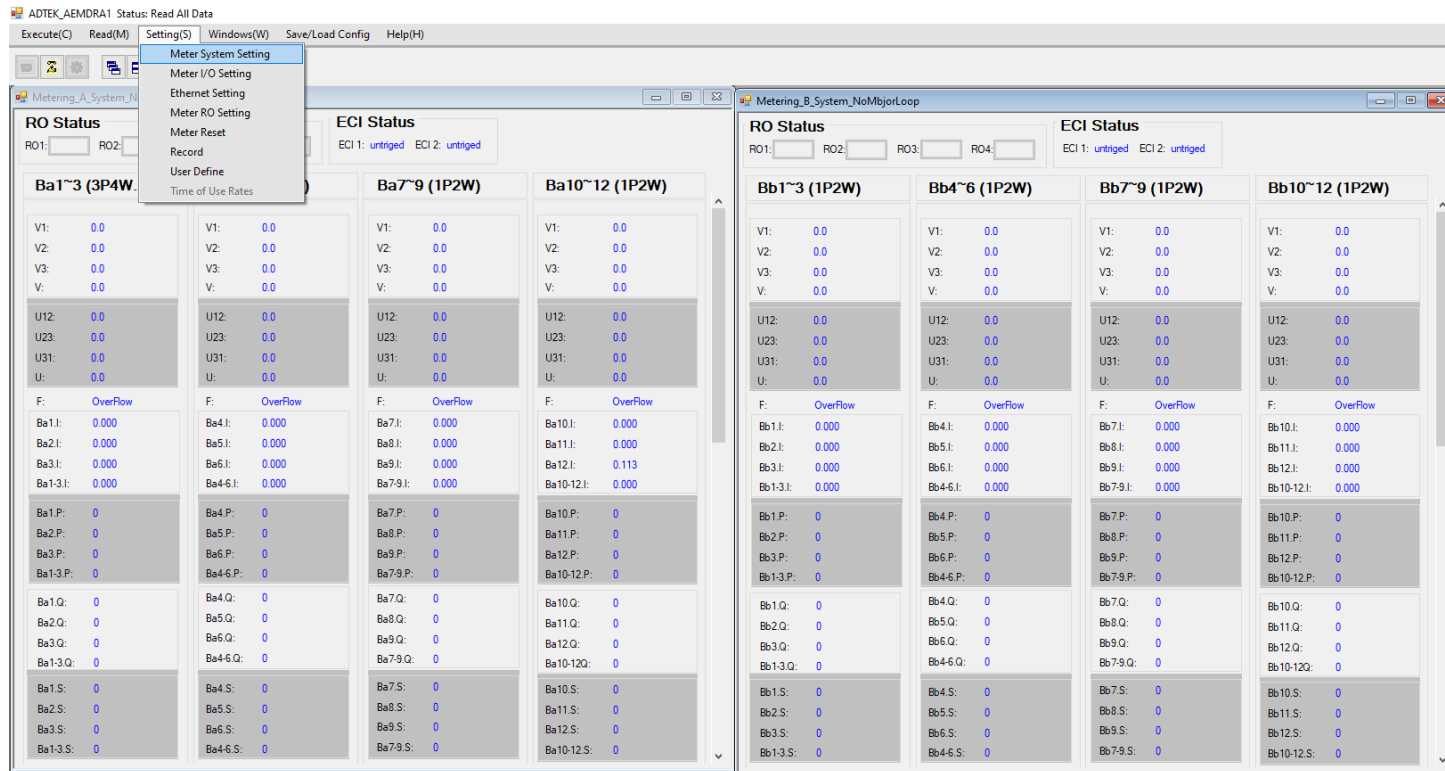 ADTEK_AEMDRA1 Status: Read All Data
Execute(C) Read(M) Setting(S) Windows(W) Save/Load Config Help(H)
Meter System Setting
Meter I/O Setting
Ethernet Setting
Meter RO Setting
Meter Reset
Record
User Define
Time of Use Rates
Metering_A_System_N
RO Status ECI Status
RO1: RO2: ECI 1: untriged ECI 2: untriged
Ba1~3 (3P4W. ) Ba7~9 (1P2W) Ba10~12 (1P2W)
V1: 0.0 V1: 0.0 V1: 0.0 V1: 0.0
V2: 0.0 V2: 0.0 V2: 0.0 V2: 0.0
V3: 0.0 V3: 0.0 V3: 0.0 V3: 0.0
V: 0.0 V: 0.0 V: 0.0 V: 0.0
U12: 0.0 U12: 0.0 U12: 0.0 U12: 0.0
U23: 0.0 U23: 0.0 U23: 0.0 U23: 0.0
U31: 0.0 U31: 0.0 U31: 0.0 U31: 0.0
U: 0.0 U: 0.0 U: 0.0 U: 0.0
F: OverFlow F: OverFlow F: OverFlow F: OverFlow
Ba1.I: 0.000 Ba4.I: 0.000 Ba7.I: 0.000 Ba10.I: 0.000
Ba2.I: 0.000 Ba5.I: 0.000 Ba8.I: 0.000 Ba11.I: 0.000
Ba3.I: 0.000 Ba6.I: 0.000 Ba9.I: 0.000 Ba12.I: 0.113
Ba1-3.I: 0.000 Ba4-6.I: 0.000 Ba7-9.I: 0.000 Ba10-12.I: 0.000
Ba1.P: 0 Ba4.P: 0 Ba7.P: 0 Ba10.P: 0
Ba2.P: 0 Ba5.P: 0 Ba8.P: 0 Ba11.P: 0
Ba3.P: 0 Ba6.P: 0 Ba9.P: 0 Ba12.P: 0
Ba1-3.P: 0 Ba4-6.P: 0 Ba7-9.P: 0 Ba10-12.P: 0
Ba1.Q: 0 Ba4.Q: 0 Ba7.Q: 0 Ba10.Q: 0
Ba2.Q: 0 Ba5.Q: 0 Ba8.Q: 0 Ba11.Q: 0
Ba3.Q: 0 Ba6.Q: 0 Ba9.Q: 0 Ba12.Q: 0
Ba1-3.Q: 0 Ba4-6.Q: 0 Ba7-9.Q: 0 Ba10-12Q: 0
Ba1.S: 0 Ba4.S: 0 Ba7.S: 0 Ba10.S: 0
Ba2.S: 0 Ba5.S: 0 Ba8.S: 0 Ba11.S: 0
Ba3.S: 0 Ba6.S: 0 Ba9.S: 0 Ba12.S: 0
Ba1-3.S: 0 Ba4-6.S: 0 Ba7-9.S: 0 Ba10-12.S: 0
Metering_B_System_NoMbjorLoop
RO Status ECI Status
RO1: RO2: RO3: RO4: ECI 1: untriged ECI 2: untriged
Bb1~3 (1P2W) Bb4~6 (1P2W) Bb7~9 (1P2W) Bb10~12 (1P2W)
V1: 0.0 V1: 0.0 V1: 0.0 V1: 0.0
V2: 0.0 V2: 0.0 V2: 0.0 V2: 0.0
V3: 0.0 V3: 0.0 V3: 0.0 V3: 0.0
V: 0.0 V: 0.0 V: 0.0 V: 0.0
U12: 0.0 U12: 0.0 U12: 0.0 U12: 0.0
U23: 0.0 U23: 0.0 U23: 0.0 U23: 0.0
U31: 0.0 U31: 0.0 U31: 0.0 U31: 0.0
U: 0.0 U: 0.0 U: 0.0 U: 0.0
F: OverFlow F: OverFlow F: OverFlow F: OverFlow
Bb1.I: 0.000 Bb4.I: 0.000 Bb7.I: 0.000 Bb10.I: 0.000
Bb2.I: 0.000 Bb5.I: 0.000 Bb8.I: 0.000 Bb11.I: 0.000
Bb3.I: 0.000 Bb6.I: 0.000 Bb9.I: 0.000 Bb12.I: 0.000
Bb1-3.I: 0.000 Bb4-6.I: 0.000 Bb7-9.I: 0.000 Bb10-12.I: 0.000
Bb1.P: 0 Bb4.P: 0 Bb7.P: 0 Bb10.P: 0
Bb2.P: 0 Bb5.P: 0 Bb8.P: 0 Bb11.P: 0
Bb3.P: 0 Bb6.P: 0 Bb9.P: 0 Bb12.P: 0
Bb1-3.P: 0 Bb4-6.P: 0 Bb7-9.P: 0 Bb10-12.P: 0
Bb1.Q: 0 Bb4.Q: 0 Bb7.Q: 0 Bb10.Q: 0
Bb2.Q: 0 Bb5.Q: 0 Bb8.Q: 0 Bb11.Q: 0
Bb3.Q: 0 Bb6.Q: 0 Bb9.Q: 0 Bb12.Q: 0
Bb1-3.Q: 0 Bb4-6.Q: 0 Bb7-9.Q: 0 Bb10-12Q: 0
Bb1.S: 0 Bb4.S: 0 Bb7.S: 0 Bb10.S: 0
Bb2.S: 0 Bb5.S: 0 Bb8.S: 0 Bb11.S: 0
Bb3.S: 0 Bb6.S: 0 Bb9.S: 0 Bb12.S: 0
Bb1-3.S: 0 Bb4-6.S: 0 Bb7-9.S: 0 Bb10-12.S: 0